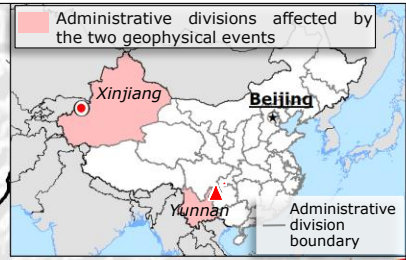 Administrative divisions affected by
the two geophysical events
Xinjiang
Beijing
Yunnan
Administrative
division
boundary